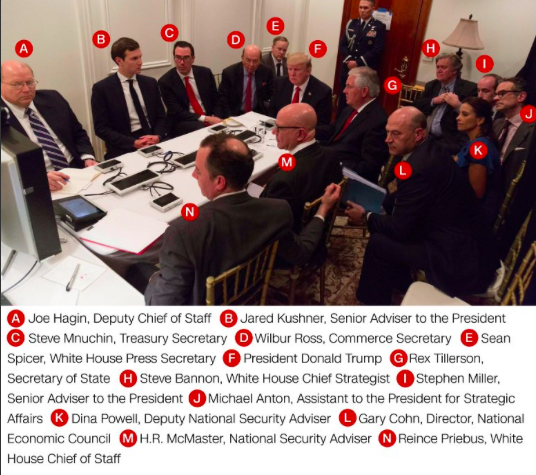 A
B
C
D
E
F
G
H
I
J
K
L
M
N
A Joe Hagin, Deputy Chief of Staff B Jared Kushner, Senior Adviser to the President
C Steve Mnuchin, Treasury Secretary D Wilbur Ross, Commerce Secretary E Sean
Spicer, White House Press Secretary F President Donald Trump G Rex Tillerson,
Secretary of State H Steve Bannon, White House Chief Strategist I Stephen Miller,
Senior Adviser to the President J Michael Anton, Assistant to the President for Strategic
Affairs K Dina Powell, Deputy National Security Adviser L Gary Cohn, Director, National
Economic Council M H.R. McMaster, National Security Adviser N Reince Priebus, White
House Chief of Staff